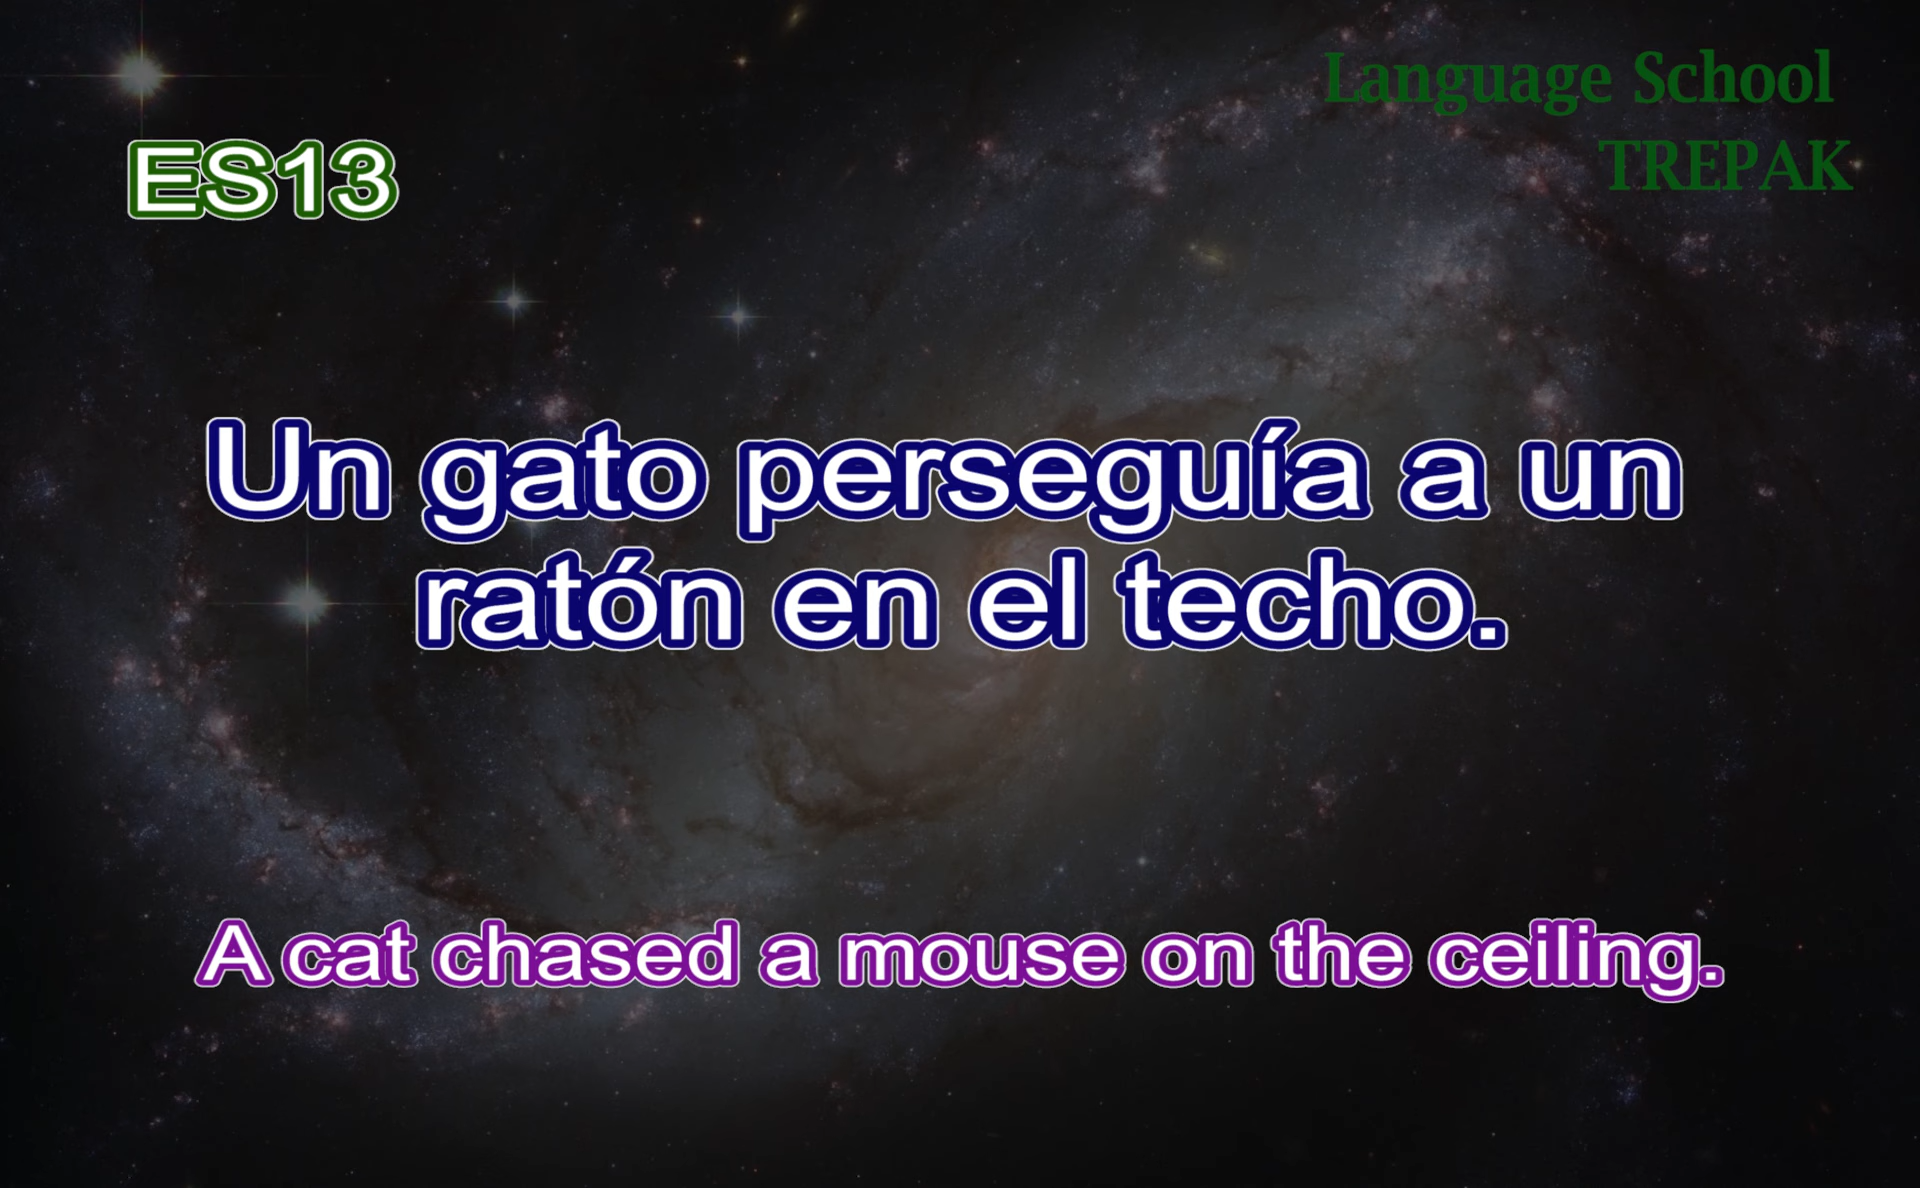 Language School
TREPAK
ES13
Un gato perseguía a un
ratón en el techo.
A cat chased a mouse on the ceiling.